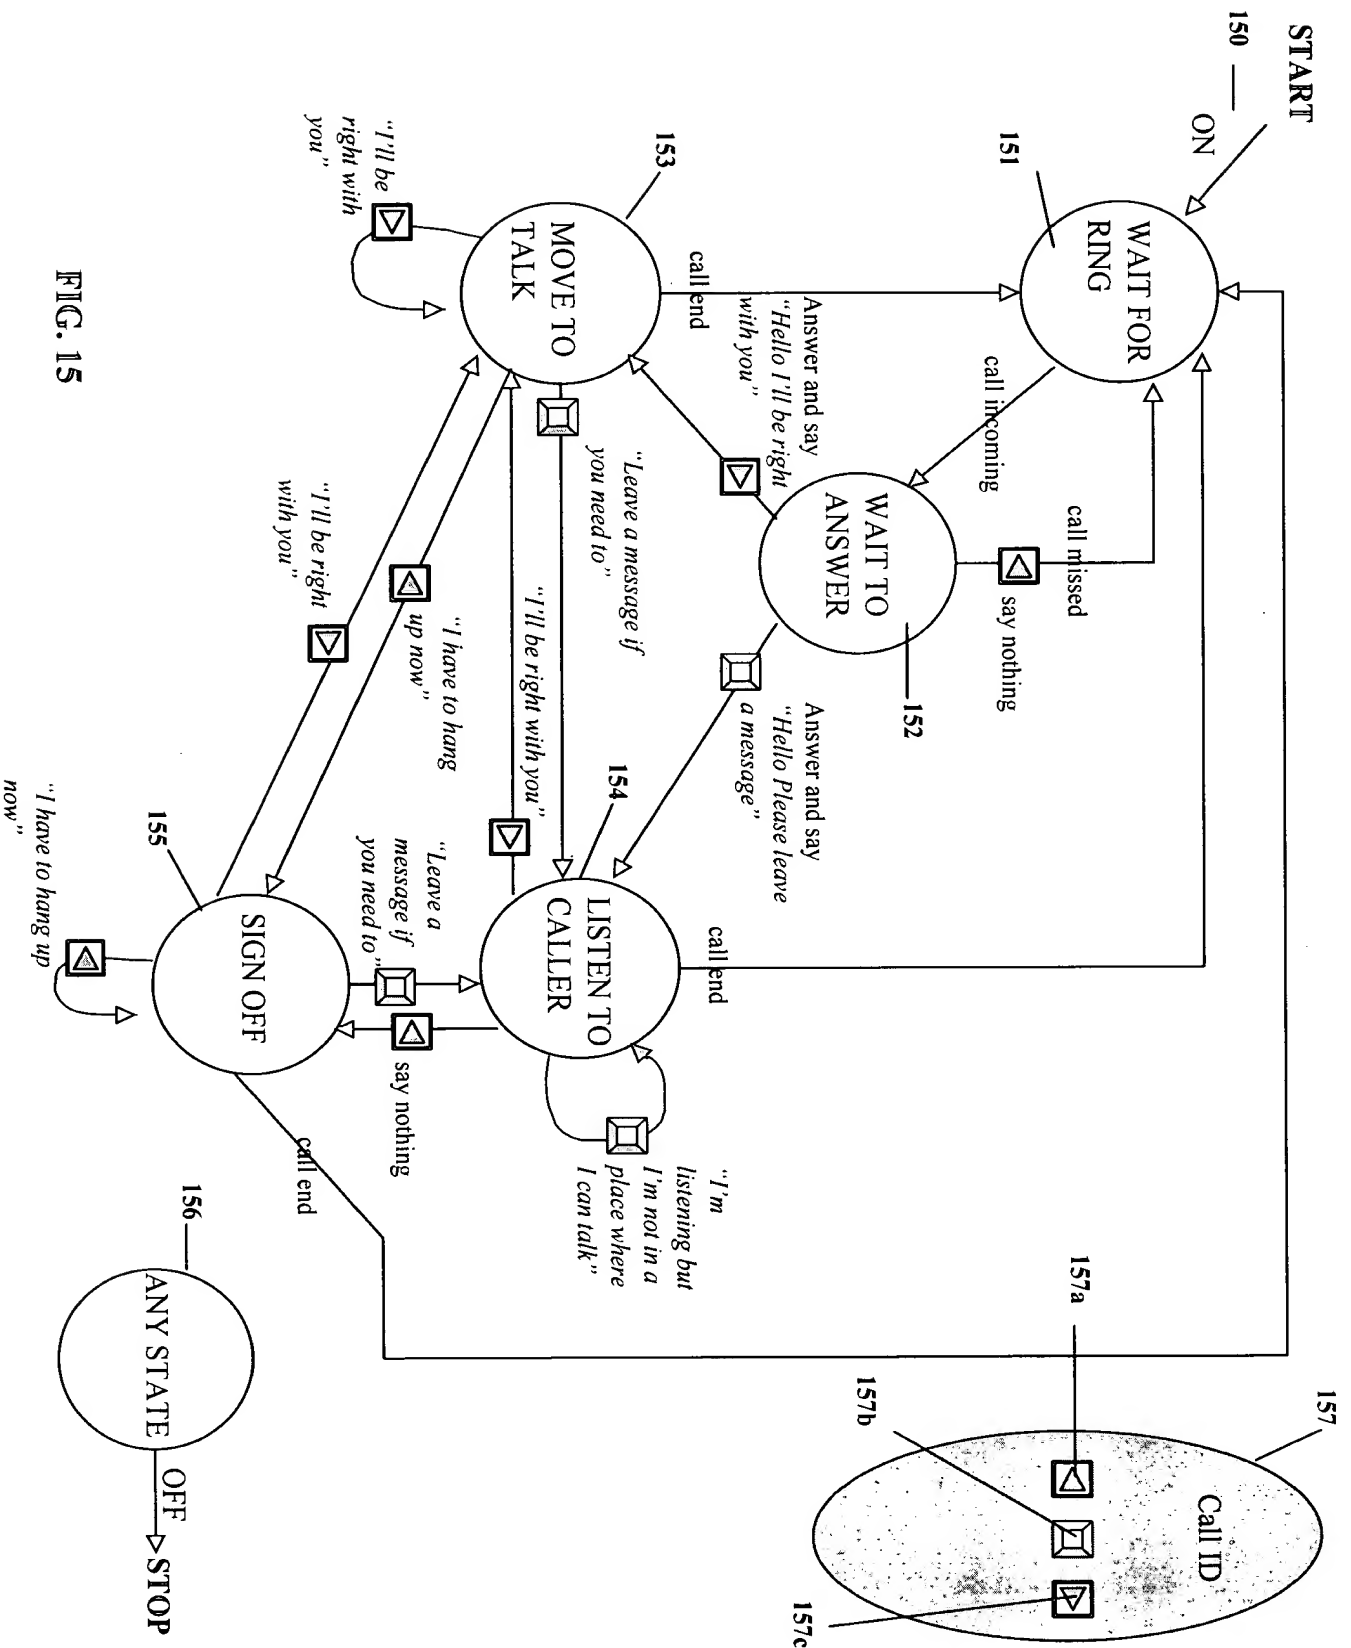 START
150
ON
151
WAIT FOR
RING
call incoming
call missed
say nothing
152
WAIT TO
ANSWER
Answer and say
“Hello I'll be right
with you”
Answer and say
“Hello Please leave
a message”
call end
153
MOVE TO
TALK
“I'll be
right with
you”
“Leave a message if
you need to”
“I'll be right with you”
154
LISTEN TO
CALLER
call end
“I'm
listening but
I'm not in a
place where
I can talk”
“I have to hang
up now”
“I'll be right
with you”
“Leave a
message if
you need to”
say nothing
155
SIGN OFF
“I have to hang up
now”
call end
156
ANY STATE
OFF
STOP
157
Call ID
157a
157b
157c
FIG. 15